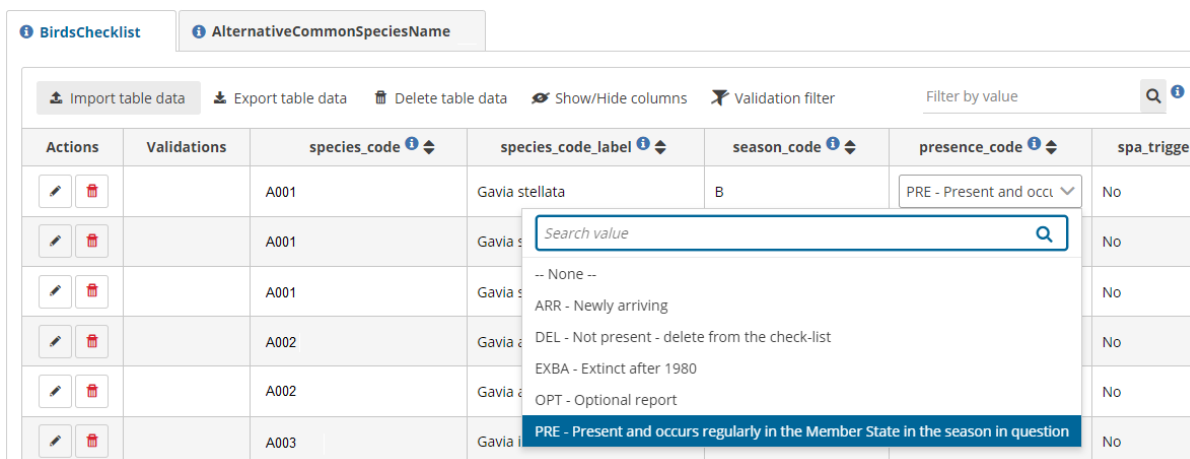 BirdsChecklist AlternativeCommonSpeciesName
Import table data Export table data Delete table data Show/Hide columns Validation filter Filter by value
Actions Validations species_code species_code_label season_code presence_code spa_trigge
A001 Gavia stellata B PRE - Present and occu No
A001 Gavia s No
Search value
-- None --
A001 Gavia s No
ARR - Newly arriving
A002 Gavia a No
DEL - Not present - delete from the check-list
EXBA - Extinct after 1980
A002 Gavia a No
OPT - Optional report
PRE - Present and occurs regularly in the Member State in the season in question
A003 Gavia i No